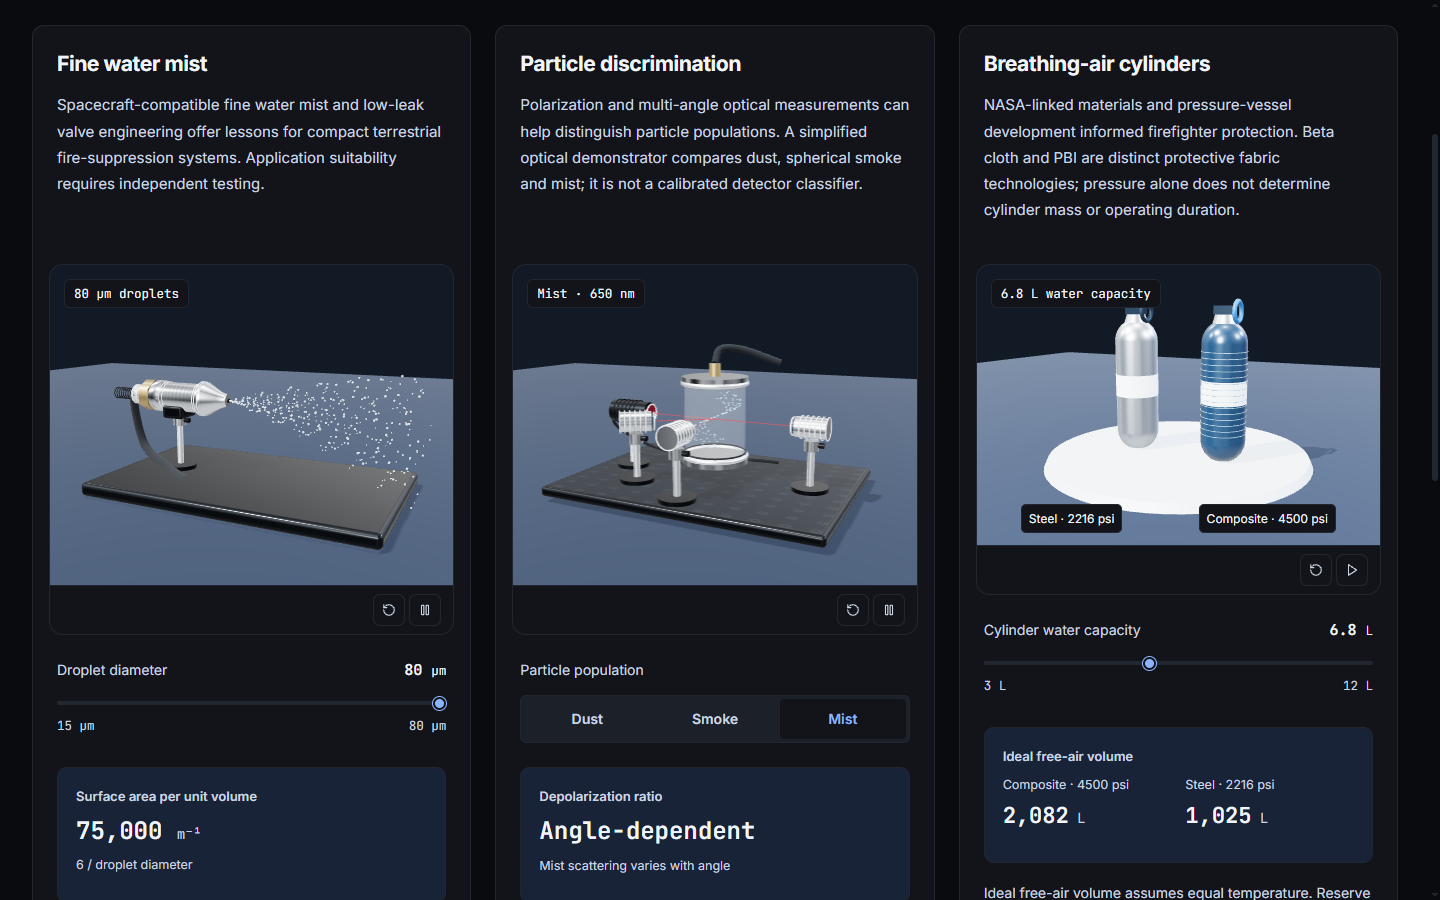 Fine water mist
Spacecraft-compatible fine water mist and low-leak
valve engineering offer lessons for compact terrestrial
fire-suppression systems. Application suitability
requires independent testing.
80 µm droplets
Droplet diameter
80 µm
15 µm
80 µm
Surface area per unit volume
75,000 m⁻¹
6 / droplet diameter
Particle discrimination
Polarization and multi-angle optical measurements can
help distinguish particle populations. A simplified
optical demonstrator compares dust, spherical smoke
and mist; it is not a calibrated detector classifier.
Mist · 650 nm
Particle population
Dust
Smoke
Mist
Depolarization ratio
Angle-dependent
Mist scattering varies with angle
Breathing-air cylinders
NASA-linked materials and pressure-vessel
development informed firefighter protection. Beta
cloth and PBI are distinct protective fabric
technologies; pressure alone does not determine
cylinder mass or operating duration.
6.8 L water capacity
Steel · 2216 psi
Composite · 4500 psi
Cylinder water capacity
6.8 L
3 L
12 L
Ideal free-air volume
Composite · 4500 psi
2,082 L
Steel · 2216 psi
1,025 L
Ideal free-air volume assumes equal temperature. Reserve